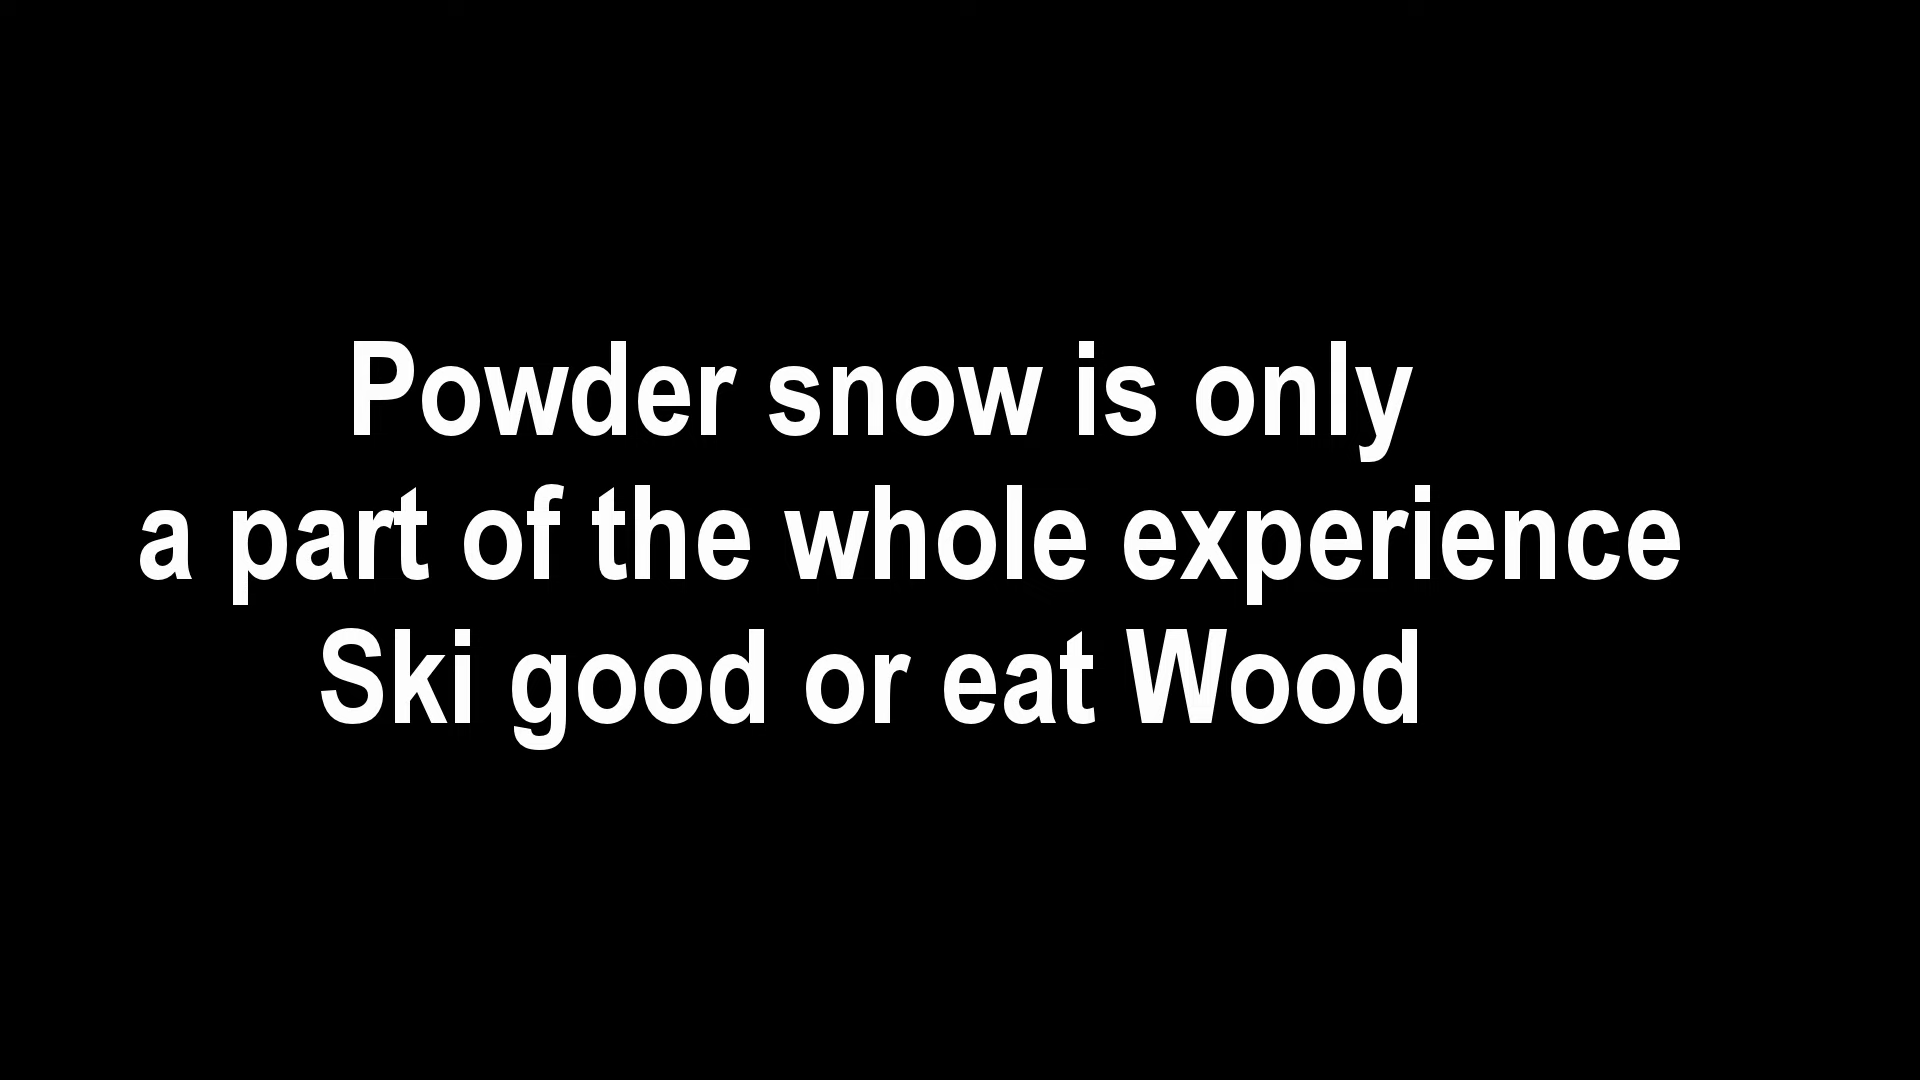 Powder snow is only
a part of the whole experience
Ski good or eat Wood